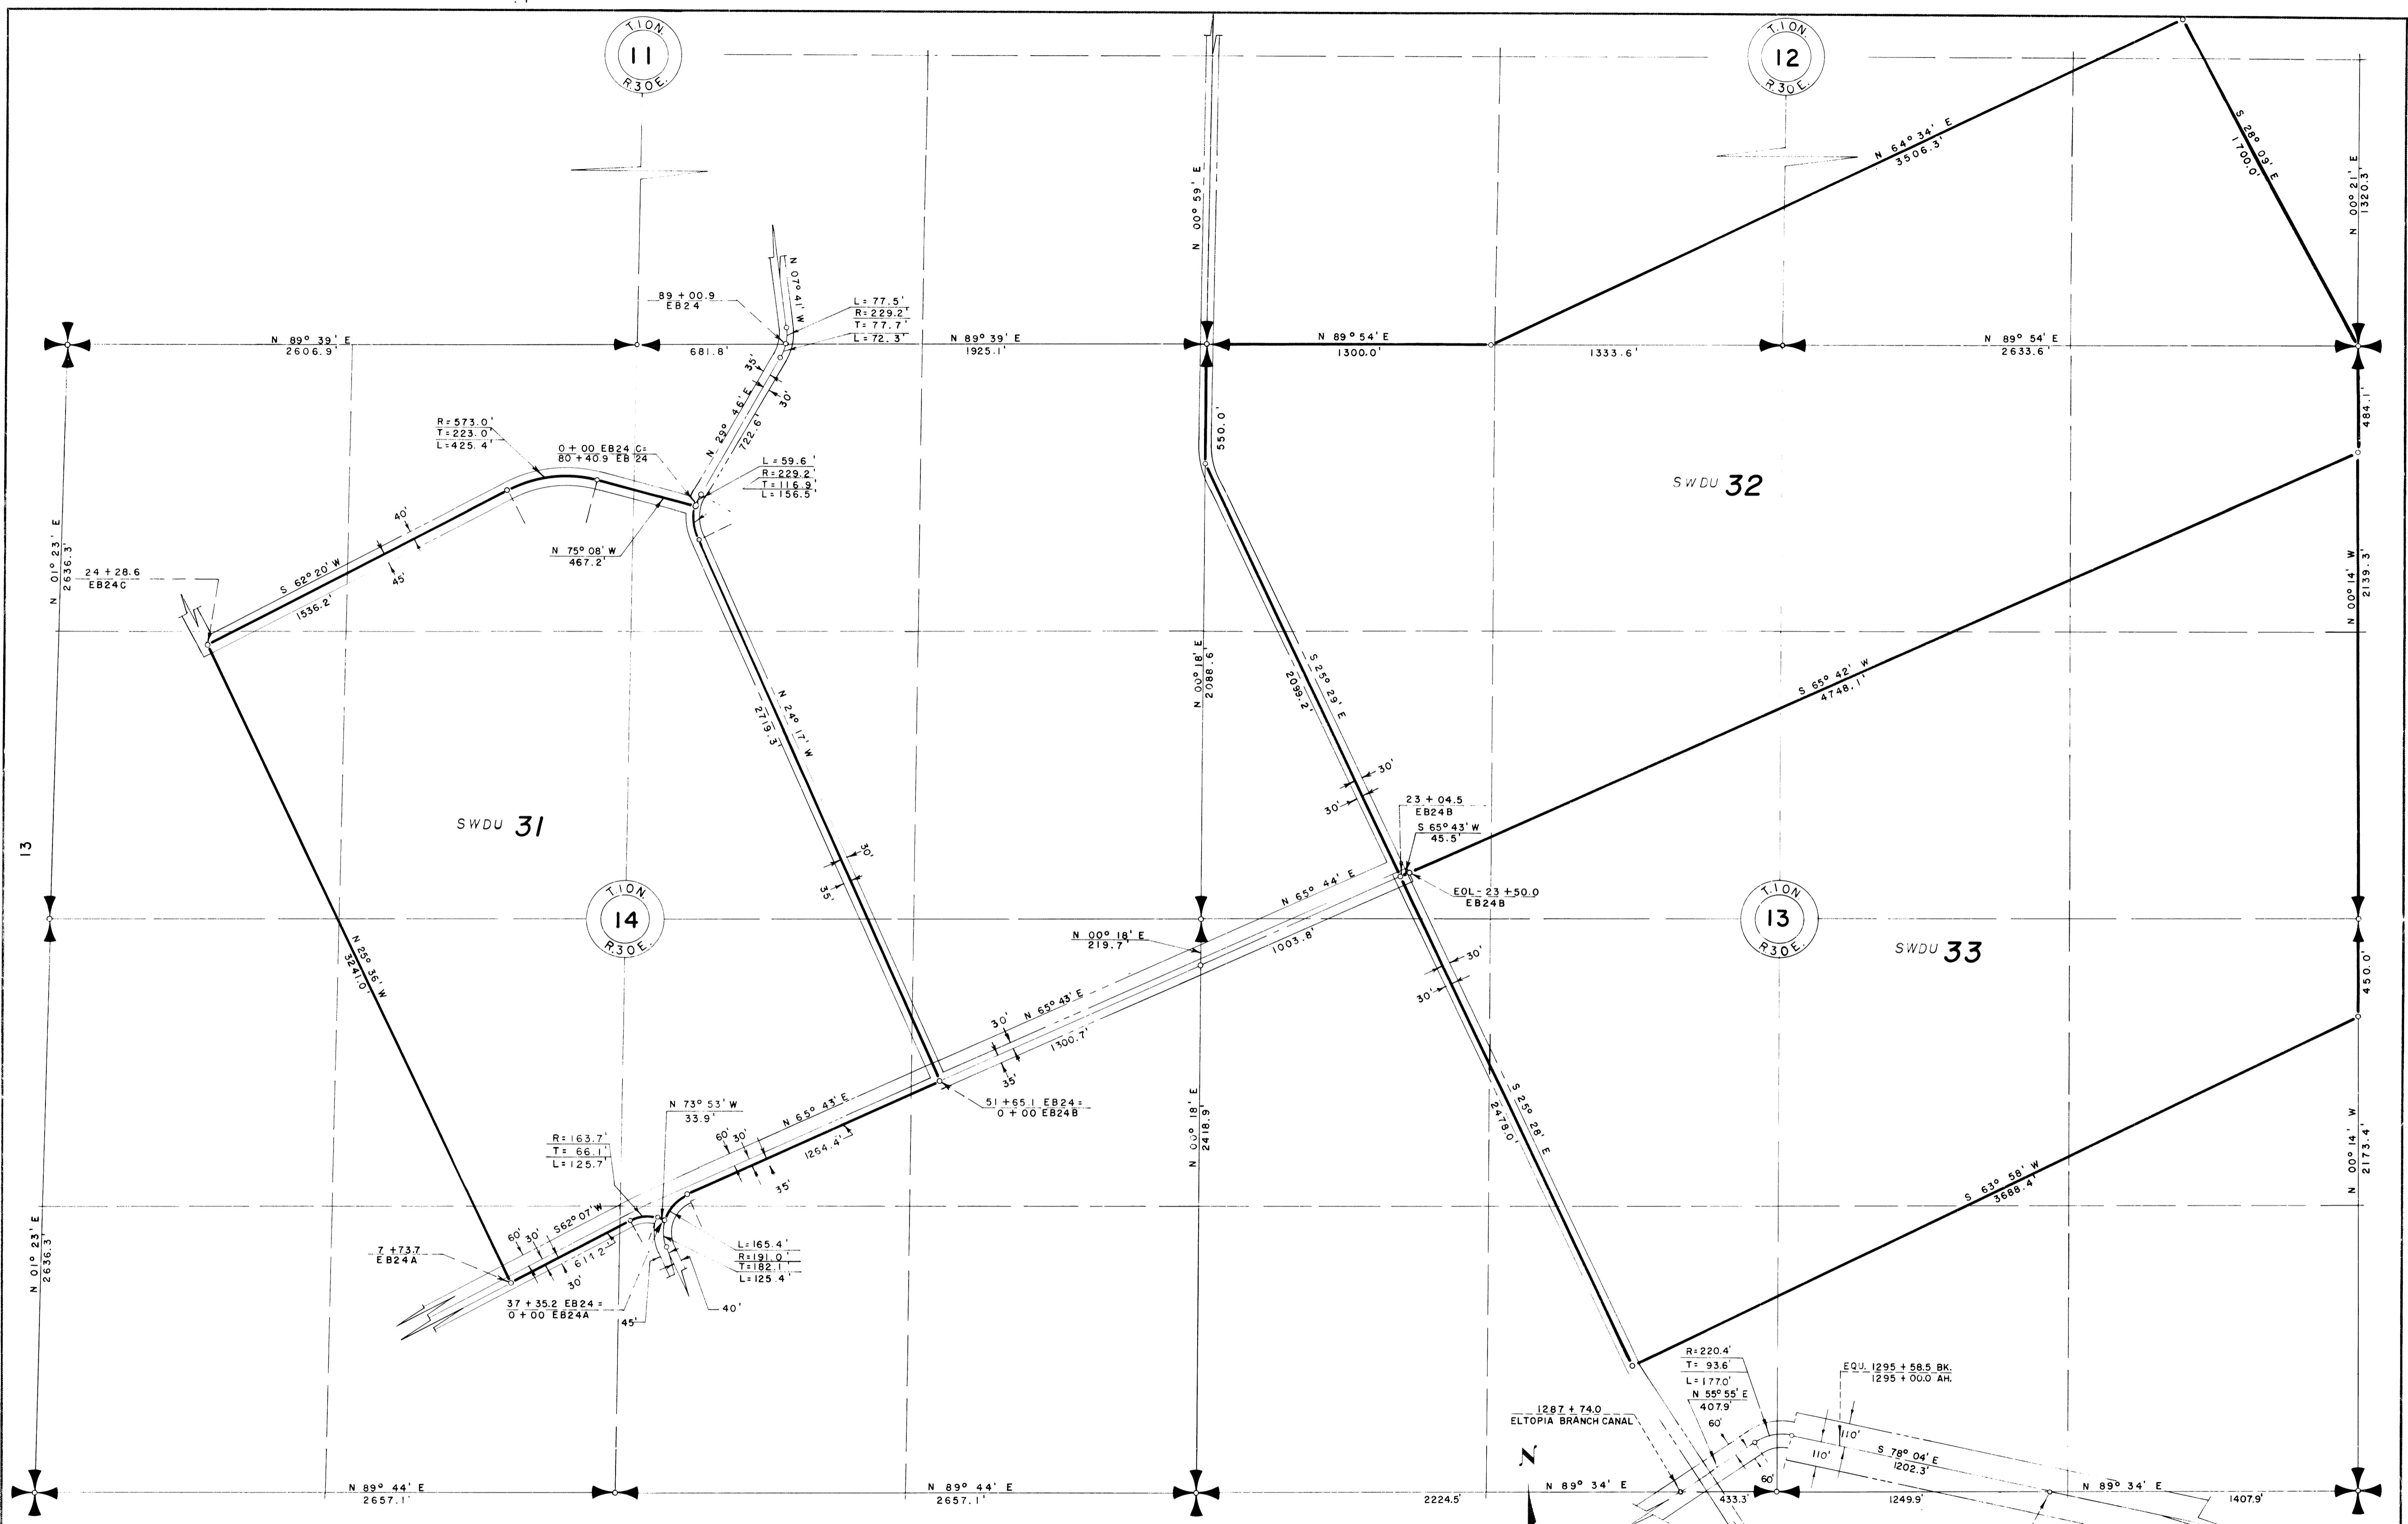 T.10N.
11
R.30E.
T.10N.
12
R.30E.
N 64° 34' E
3506.3'
S 28° 09' E
1700.0'
N 00° 21' E
1320.3'
N 00° 59' E
N 07° 41' W
89 + 00.9
EB24
L = 77.5'
R = 229.2'
T = 77.7'
L = 72.3'
N 89° 39' E
2606.9'
681.8'
N 89° 39' E
1925.1'
N 89° 54' E
1300.0'
1333.6'
N 89° 54' E
2633.6'
35'
30'
N 29° 46' E
722.6'
550.0'
484.1'
R = 573.0'
T = 223.0'
L = 425.4'
0 + 00 EB24 C =
80 + 40.9 EB 24
L = 59.6'
R = 229.2'
T = 116.9'
L = 156.5'
SWDU 32
40'
45'
N 75° 08' W
467.2'
N 01° 23' E
2636.3'
24 + 28.6
EB24C
S 62° 20' W
1536.2'
N 00° 14' W
2139.3'
N 00° 18' E
2088.6'
S 25° 29' E
2099.2'
S 65° 42' W
4748.1'
N 24° 17' W
2719.3'
30'
30'
23 + 04.5
EB24B
S 65° 43' W
45.5'
SWDU 31
13
30'
35'
EOL - 23 + 50.0
EB24B
N 65° 44' E
T.10N.
14
R.30E.
T.10N.
13
R.30E.
N 00° 18' E
219.7'
1003.8'
SWDU 33
N 25° 36' W
3241.0'
30'
30'
450.0'
N 65° 43' E
30'
1300.7'
35'
51 + 65.1 EB24 =
0 + 00 EB24B
N 73° 53' W
33.9'
N 65° 43' E
60'
30'
1264.4'
35'
R = 163.7'
T = 66.1'
L = 125.7'
N 00° 18' E
2418.9'
S 25° 28' E
2478.0'
N 00° 14' W
2173.4'
S 63° 58' W
3688.4'
N 01° 23' E
2636.3'
7 + 73.7
EB24A
60'
30'
S 62° 07' W
611.2'
30'
L = 165.4'
R = 191.0'
T = 182.1'
L = 125.4'
37 + 35.2 EB24 =
0 + 00 EB24A
45'
40'
R = 220.4'
T = 93.6'
L = 177.0'
N 55° 55' E
407.9'
EQU. 1295 + 58.5 BK.
1295 + 00.0 AH.
1287 + 74.0
ELTOPIA BRANCH CANAL
60'
60'
110'
110'
S 78° 04' E
1202.3'
N
N 89° 44' E
2657.1'
N 89° 44' E
2657.1'
2224.5'
N 89° 34' E
433.3'
1249.9'
N 89° 34' E
1407.9'